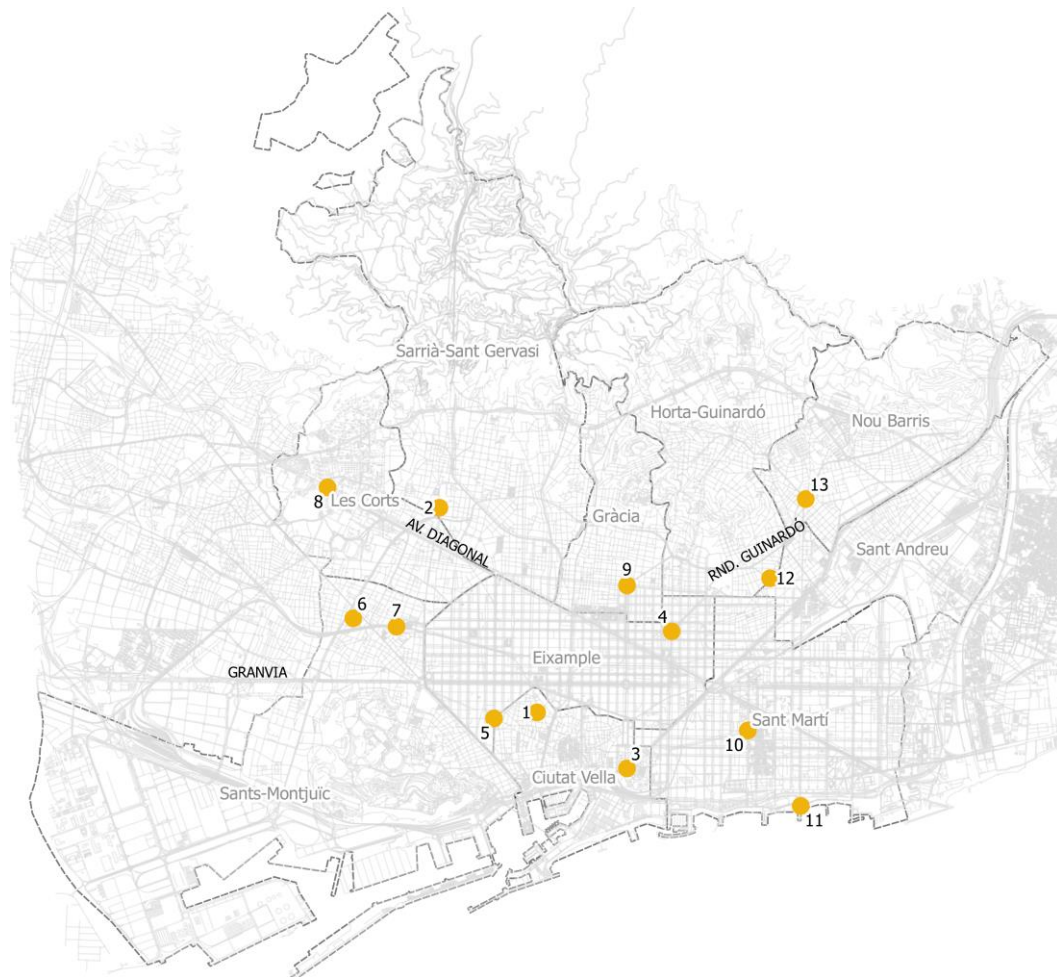 Sarrià-Sant Gervasi
Horta-Guinardó
Nou Barris
8
Les Corts
2
13
Gràcia
AV. DIAGONAL
RND. GUINARDÓ
Sant Andreu
9
12
6
7
4
Eixample
GRANVIA
1
5
Sant Martí
10
3
Ciutat Vella
Sants-Montjuïc
11